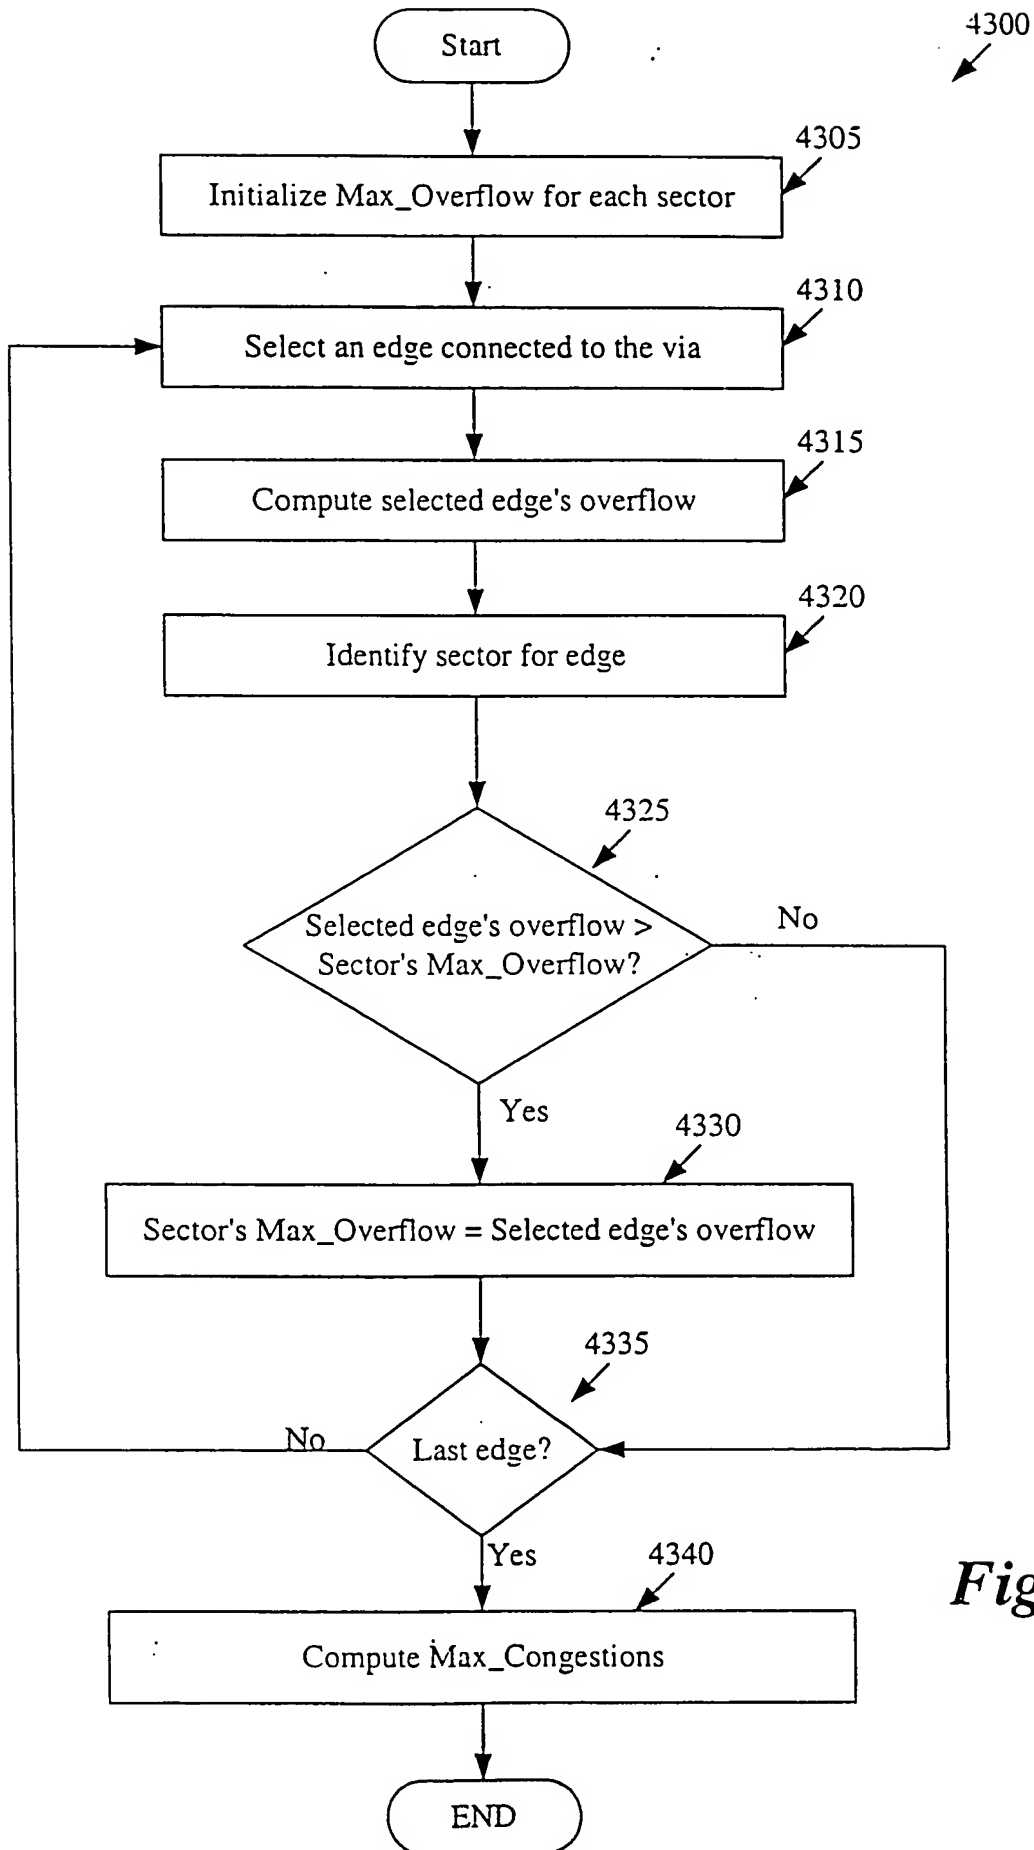 4300
Start
4305
Initialize Max_Overflow for each sector
4310
Select an edge connected to the via
4315
Compute selected edge's overflow
4320
Identify sector for edge
4325
Selected edge's overflow >
Sector's Max_Overflow?
No
Yes
4330
Sector's Max_Overflow = Selected edge's overflow
4335
Last edge?
No
Yes
4340
Compute Max_Congestions
END
Fig